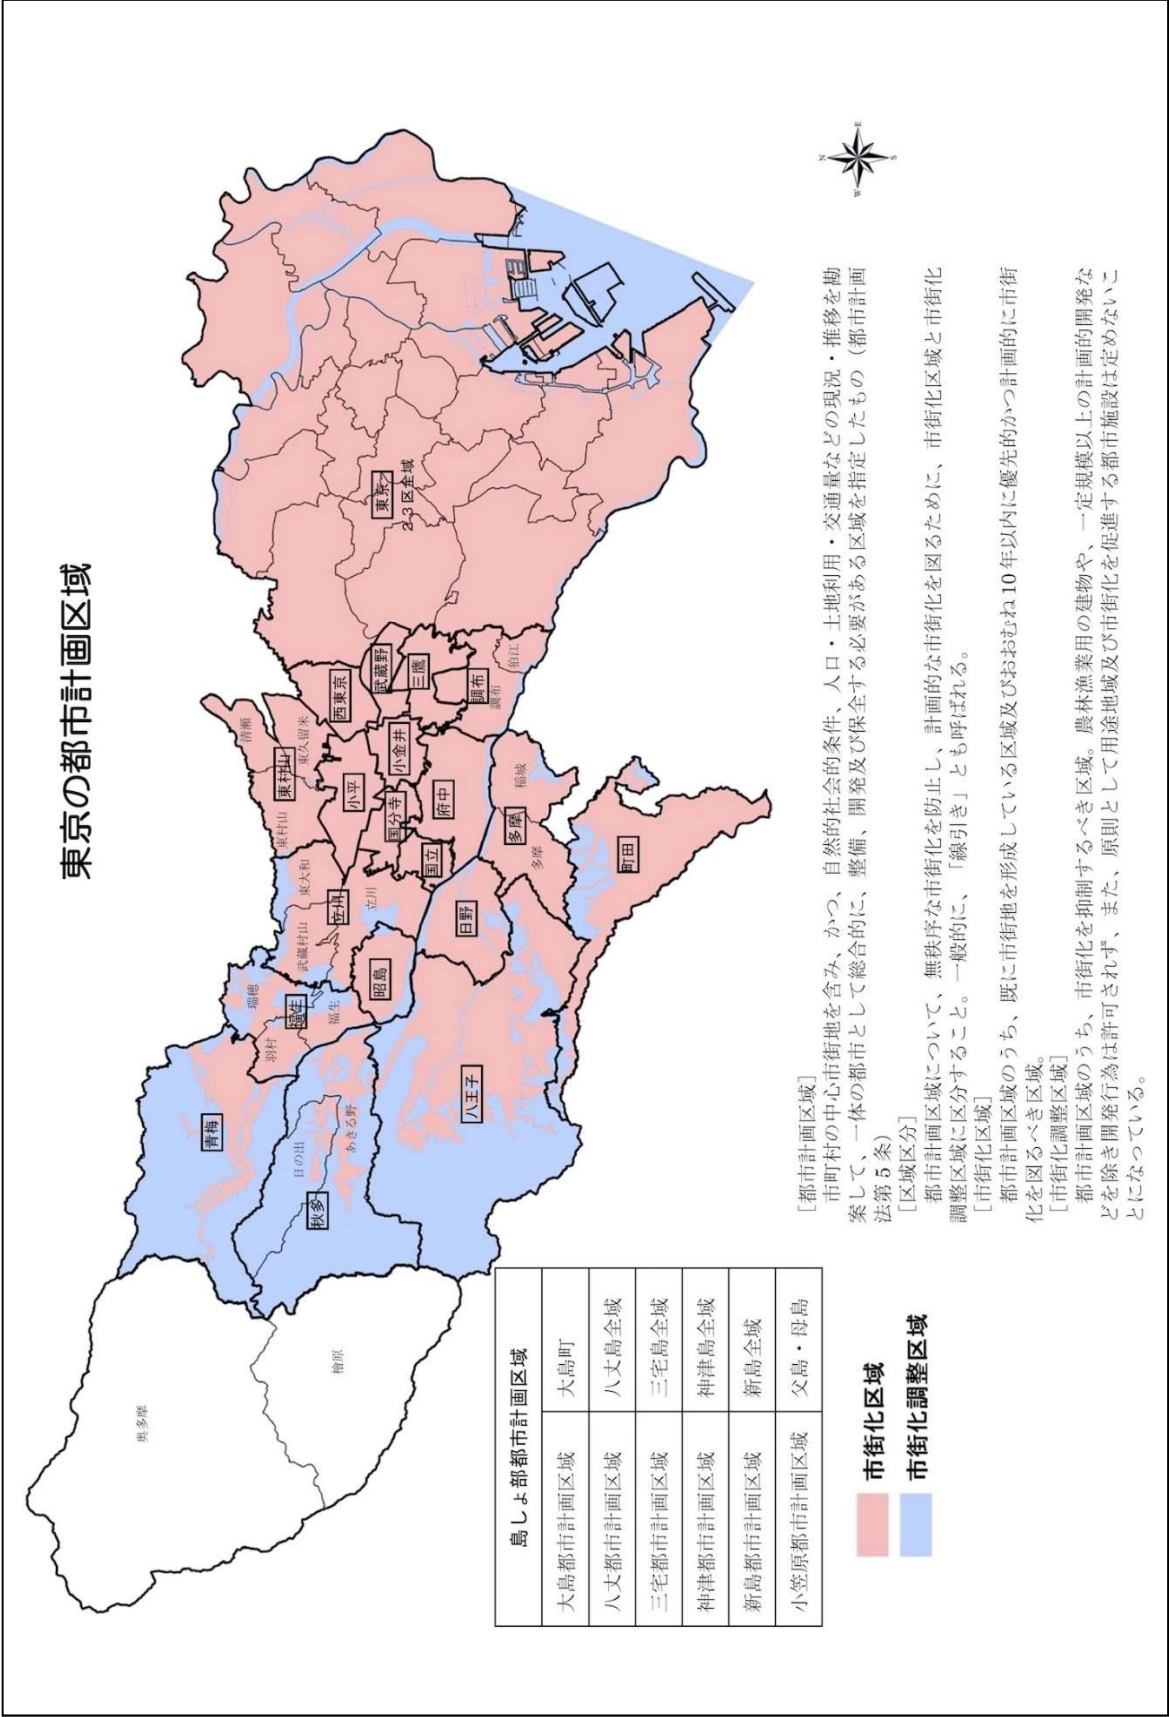 東京の都市計画区域
奥多摩
檜原
青梅
日の出
秋多
あきる野
八王子
羽村
瑞穂
福生
福生
昭島
武蔵村山
立川
東大和
立川
日野
東村山
東村山
清瀬
東久留米
小平
国分寺
国立
府中
小金井
西東京
武蔵野
三鷹
調布
調布
狛江
多摩
多摩
稲城
町田
東京
23区全域
N
E
S
W
島しょ部都市計画区域
大島都市計画区域 大島町
八丈都市計画区域 八丈島全域
三宅都市計画区域 三宅島全域
神津都市計画区域 神津島全域
新島都市計画区域 新島全域
小笠原都市計画区域 父島・母島
市街化区域
市街化調整区域
[都市計画区域]
市町村の中心市街地を含み、かつ、自然的社会的条件、人口・土地利用・交通量などの現況・推移を勘
案して、一体の都市として総合的に、整備、開発及び保全する必要がある区域を指定したもの（都市計画
法第5条）
[区域区分]
都市計画区域について、無秩序な市街化を防止し、計画的な市街化を図るために、市街化区域と市街化
調整区域に区分すること。一般的に、「線引き」とも呼ばれる。
[市街化区域]
都市計画区域のうち、既に市街地を形成している区域及びおおむね10年以内に優先的かつ計画的に市街
化を図るべき区域。
[市街化調整区域]
都市計画区域のうち、市街化を抑制するべき区域。農林漁業用の建物や、一定規模以上の計画的開発な
どを除き開発行為は許可されず、また、原則として用途地域及び市街化を促進する都市施設は定めないこ
とになっている。